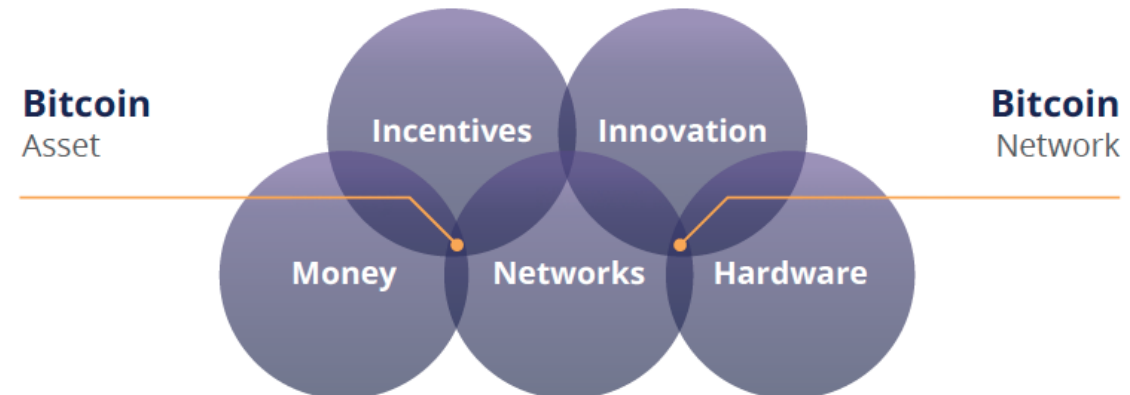 Bitcoin
Asset
Incentives
Innovation
Bitcoin
Network
Money
Networks
Hardware